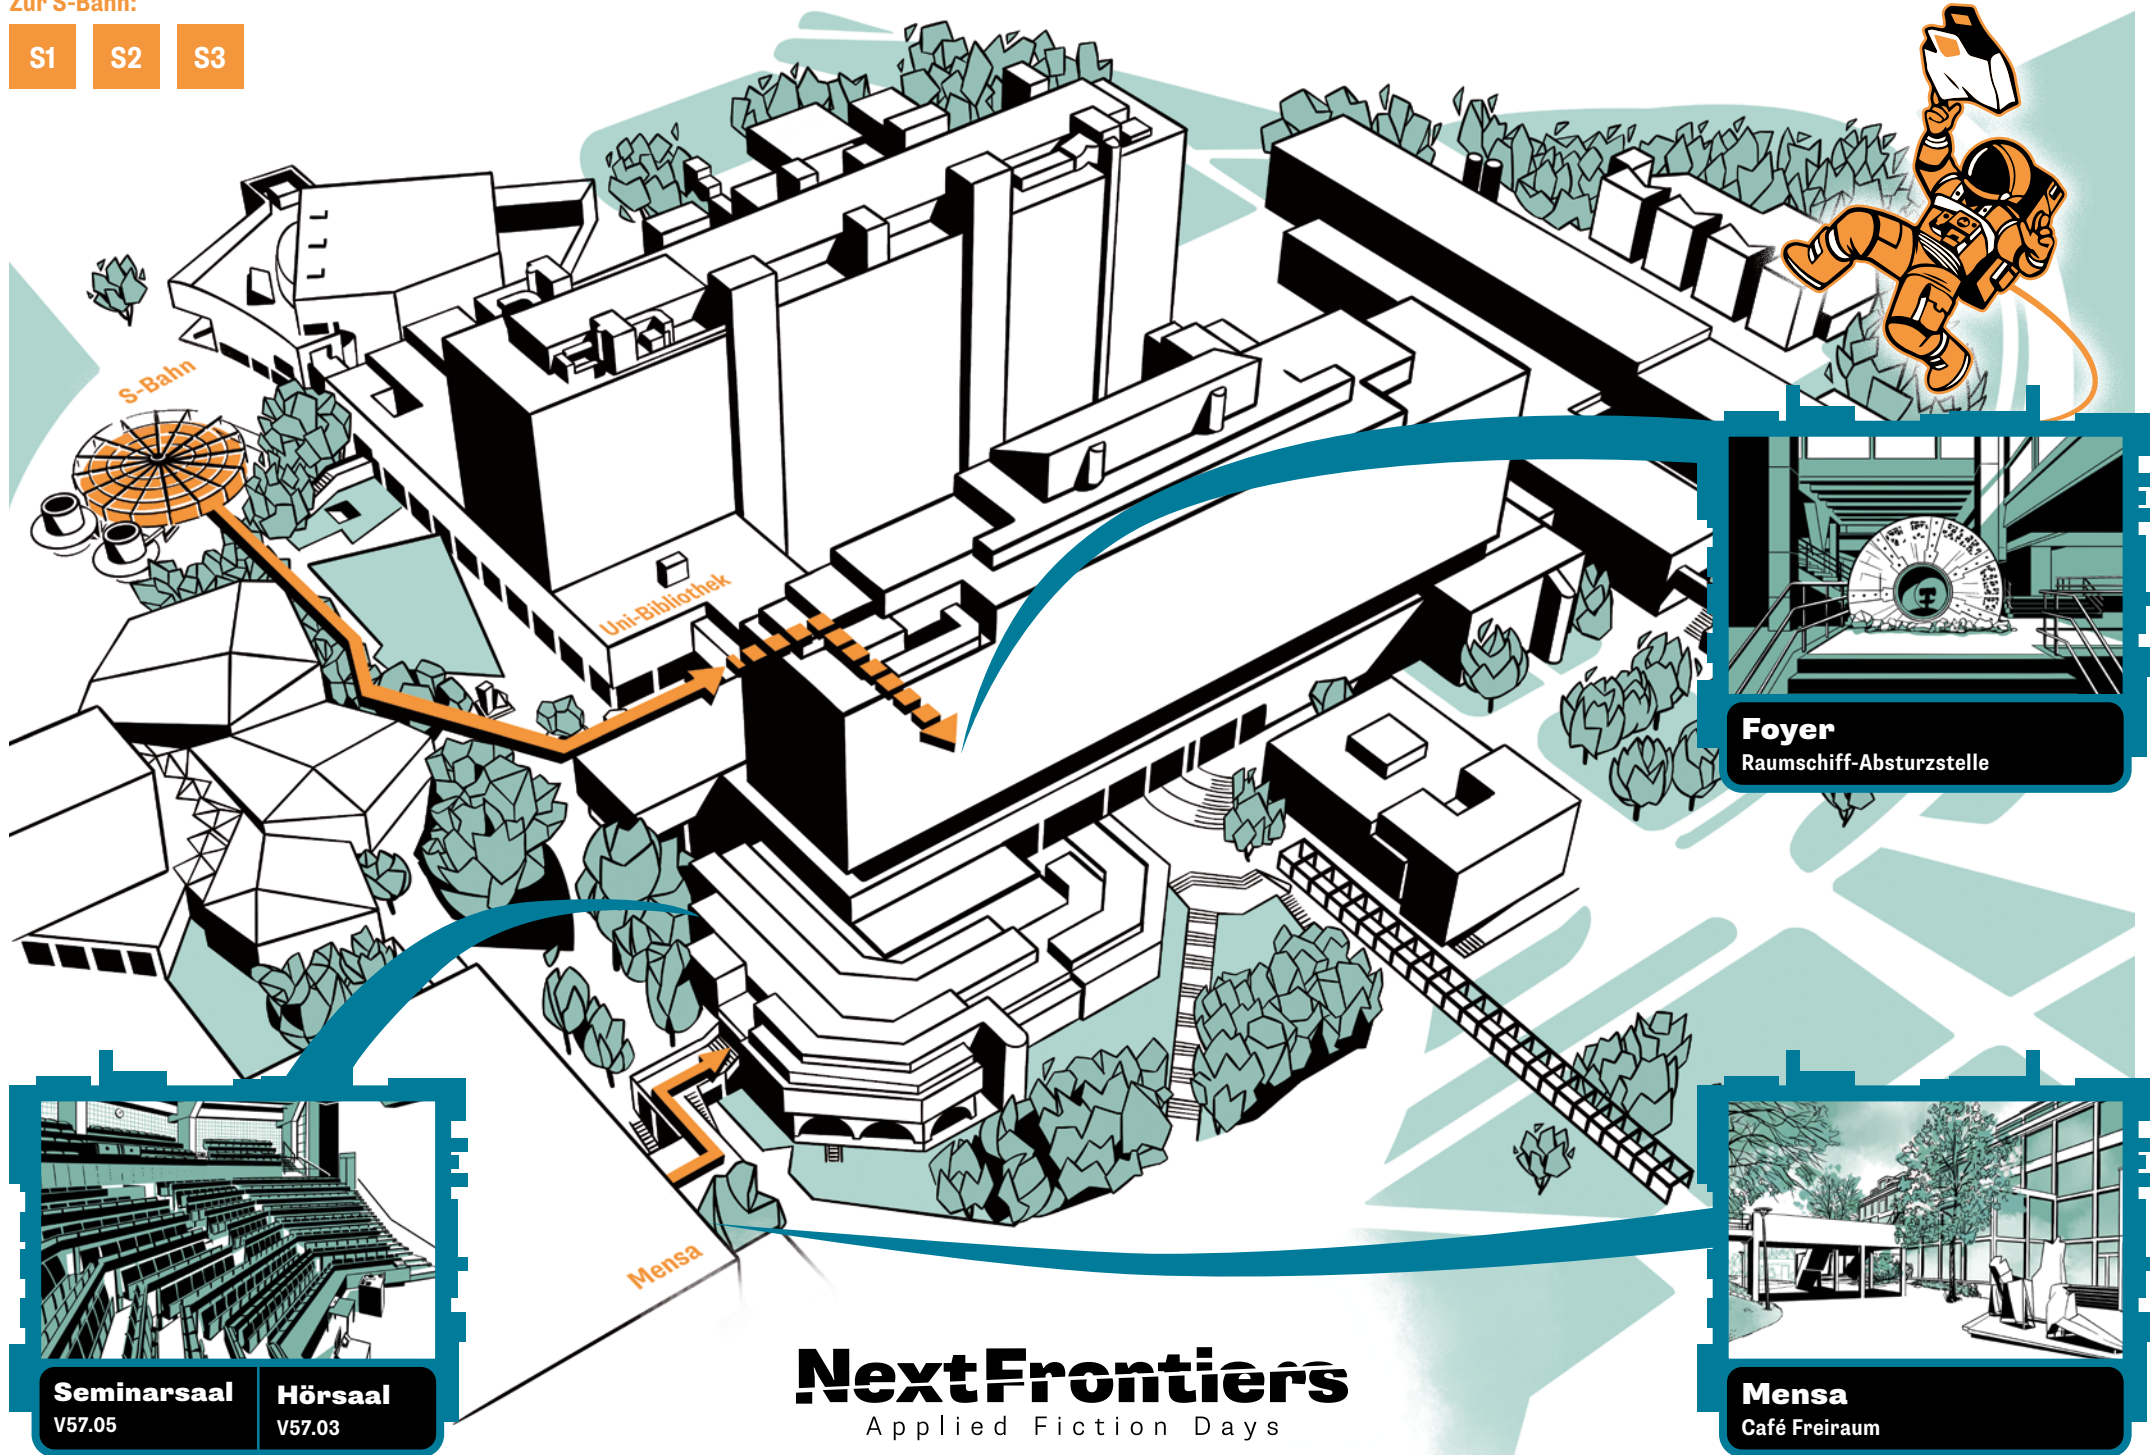 Zur S-Bahn:
S1 S2 S3
S-Bahn
Uni-Bibliothek
Foyer
Raumschiff-Absturzstelle
Mensa
Seminarsaal
V57.05
Hörsaal
V57.03
NextFrontiers
Applied Fiction Days
Mensa
Café Freiraum